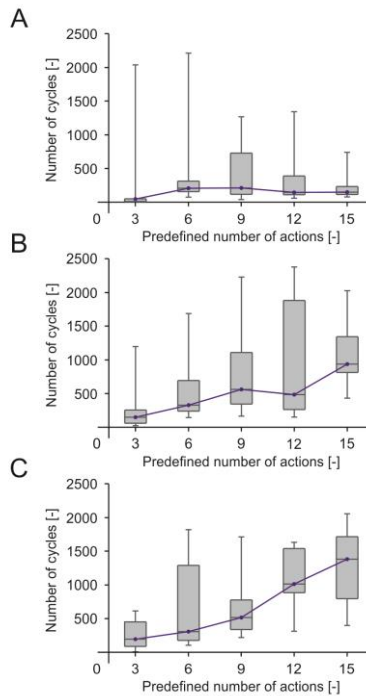 A
2500
2000
1500
1000
500
0
Number of cycles [-]
3 6 9 12 15
Predefined number of actions [-]
B
2500
2000
1500
1000
500
0
Number of cycles [-]
3 6 9 12 15
Predefined number of actions [-]
C
2500
2000
1500
1000
500
0
Number of cycles [-]
3 6 9 12 15
Predefined number of actions [-]